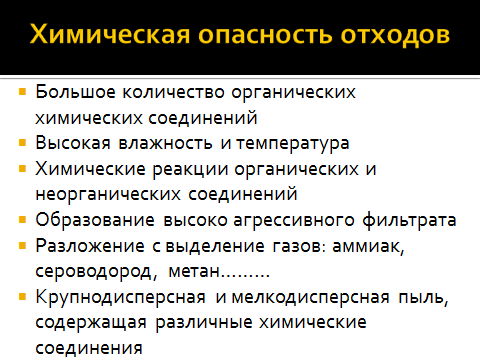 Химическая опасность отходов
Большое количество органических
химических соединений
Высокая влажность и температура
Химические реакции органических и
неорганических соединений
Образование высоко агрессивного фильтрата
Разложение с выделение газов: аммиак,
сероводород, метан………
Крупнодисперсная и мелкодисперсная пыль,
содержащая различные химические
соединения